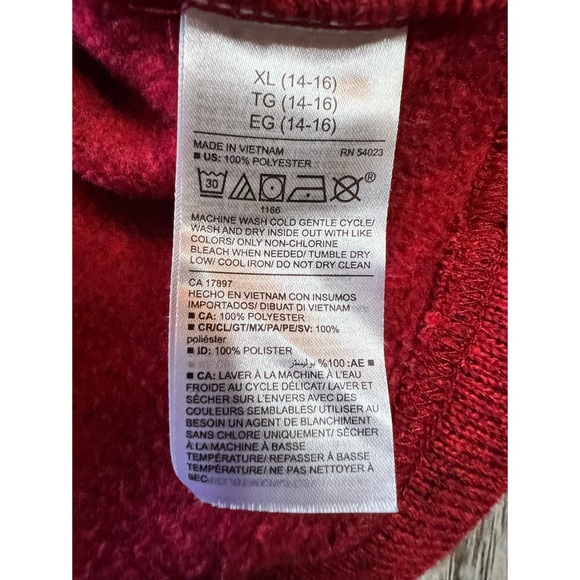 XL (14-16)
TG (14-16)
EG (14-16)
MADE IN VIETNAM RN 54023
■ US: 100% POLYESTER
30
®
1166
MACHINE WASH COLD GENTLE CYCLE/
WASH AND DRY INSIDE OUT WITH LIKE
COLORS/ ONLY NON-CHLORINE
BLEACH WHEN NEEDED/ TUMBLE DRY
LOW/ COOL IRON/ DO NOT DRY CLEAN
CA 17897
HECHO EN VIETNAM CON INSUMOS
IMPORTADOS/ DIBUAT DI VIETNAM
■ CA: 100% POLYESTER
■ CR/CL/GT/MX/PA/PE/SV: 100%
poliéster
■ iD: 100% POLISTER
■ AE: 100% بوليستر
■ CA: LAVER À LA MACHINE À L'EAU
FROIDE AU CYCLE DÉLICAT/ LAVER ET
SÉCHER SUR L'ENVERS AVEC DES
COULEURS SEMBLABLES/ UTILISER AU
BESOIN UN AGENT DE BLANCHIMENT
SANS CHLORE UNIQUEMENT/ SÉCHER
À LA MACHINE À BASSE
TEMPÉRATURE/ REPASSER À BASSE
TEMPÉRATURE/ NE PAS NETTOYER À
SEC